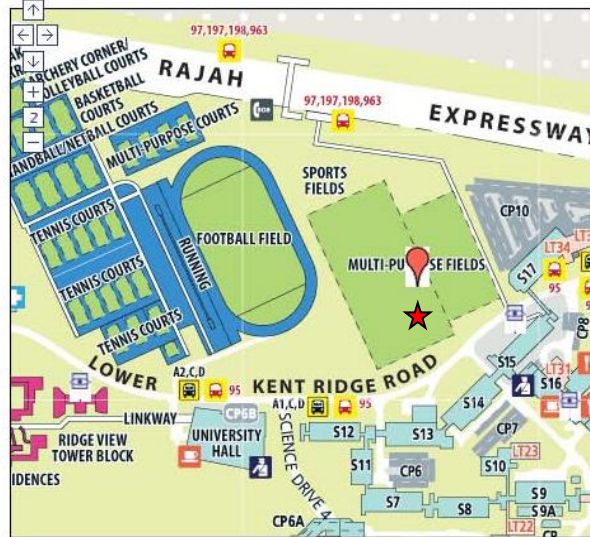 97,197,198,963
RAJAH
97,197,198,963
EXPRESSWAY
ARCHERY CORNER/
VOLLEYBALL COURTS
BASKETBALL
COURTS
HANDBALL/NETBALL COURTS
MULTI-PURPOSE COURTS
SPORTS
FIELDS
CP10
LT34
S17
95
TENNIS COURTS
RUNNING
FOOTBALL FIELD
MULTI-PU SE FIELDS
TENNIS COURTS
TENNIS COURTS
CP8
S15
LT31
S16
LOWER
KENT RIDGE ROAD
A2,C,D
95
A1,C,D
95
S14
LINKWAY
CP6B
UNIVERSITY
HALL
RIDGE VIEW
TOWER BLOCK
IDENCES
SCIENCE DRIVE 4
S12
S13
CP7
LT23
S10
S11
CP6
S7
S8
S9
S9A
CP6A
LT22
2